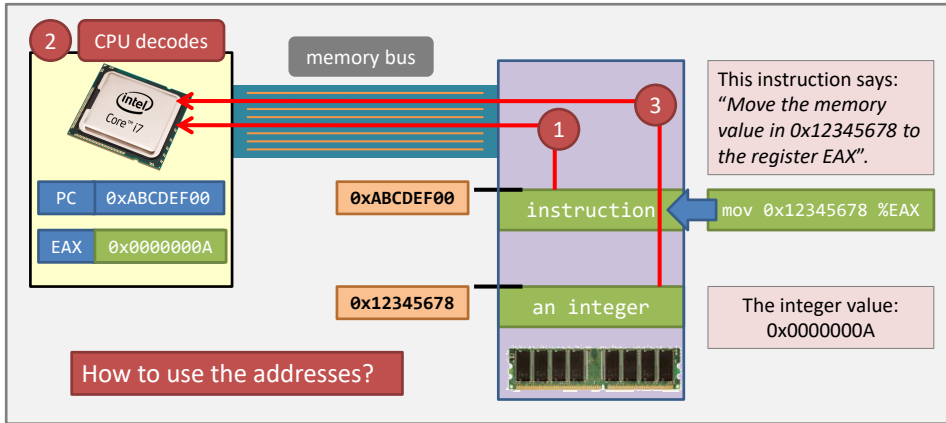 2
CPU decodes
memory bus
intel
Core™ i7
1
3
This instruction says:
“Move the memory
value in 0x12345678 to
the register EAX”.
PC 0xABCDEF00
0xABCDEF00
instruction
mov 0x12345678 %EAX
EAX 0x0000000A
0x12345678
an integer
The integer value:
0x0000000A
How to use the addresses?